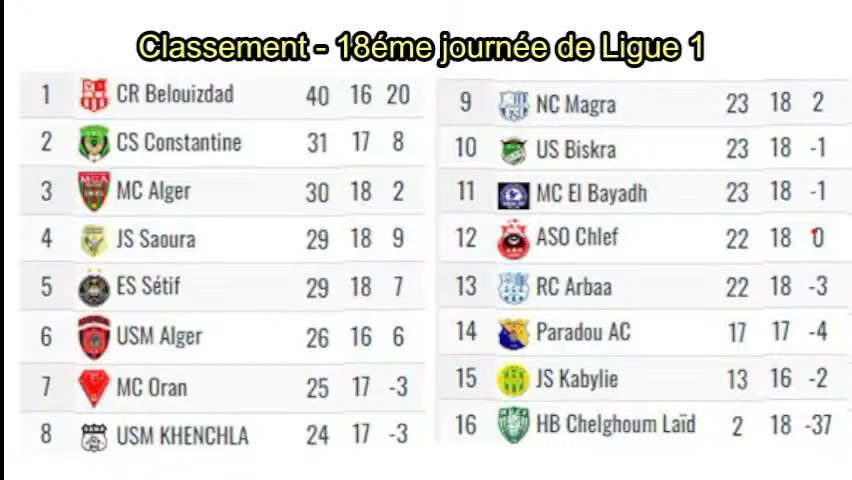 Classement - 18éme journée de Ligue 1
1 CR Belouizdad 40 16 20
2 CS Constantine 31 17 8
3 MC Alger 30 18 2
4 JS Saoura 29 18 9
5 ES Sétif 29 18 7
6 USM Alger 26 16 6
7 MC Oran 25 17 -3
8 USM KHENCHLA 24 17 -3
9 NC Magra 23 18 2
10 US Biskra 23 18 -1
11 MC El Bayadh 23 18 -1
12 ASO Chlef 22 18 0
13 RC Arbaa 22 18 -3
14 Paradou AC 17 17 -4
15 JS Kabylie 13 16 -2
16 HB Chelghoum Laïd 2 18 -37